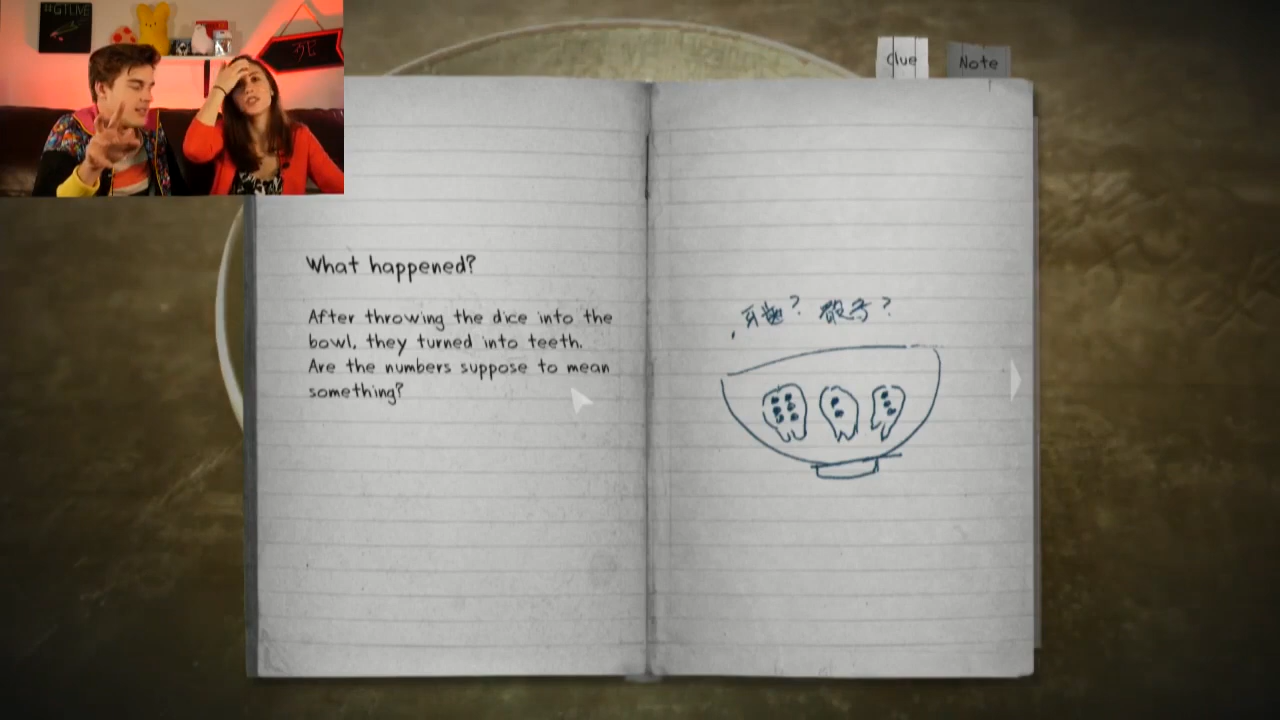 #GTLIVE
Clue
Note
What happened?
After throwing the dice into the
bowl, they turned into teeth.
Are the numbers suppose to mean
something?
牙齒? 骰子?